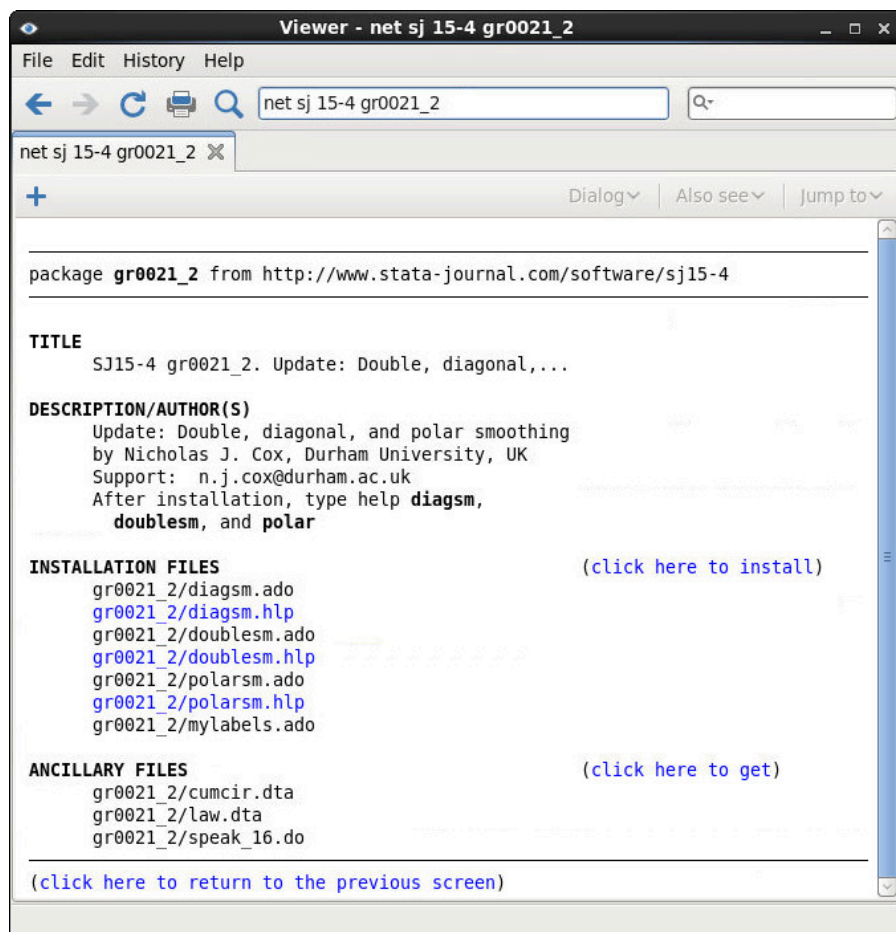 Viewer - net sj 15-4 gr0021_2
File Edit History Help
net sj 15-4 gr0021_2
net sj 15-4 gr0021_2
Dialog Also see Jump to
package gr0021_2 from http://www.stata-journal.com/software/sj15-4
TITLE
SJ15-4 gr0021_2. Update: Double, diagonal,...
DESCRIPTION/AUTHOR(S)
Update: Double, diagonal, and polar smoothing
by Nicholas J. Cox, Durham University, UK
Support: n.j.cox@durham.ac.uk
After installation, type help diagsm,
doublesm, and polar
INSTALLATION FILES (click here to install)
gr0021_2/diagsm.ado
gr0021_2/diagsm.hlp
gr0021_2/doublesm.ado
gr0021_2/doublesm.hlp
gr0021_2/polarsm.ado
gr0021_2/polarsm.hlp
gr0021_2/mylabels.ado
ANCILLARY FILES (click here to get)
gr0021_2/cumcir.dta
gr0021_2/law.dta
gr0021_2/speak_16.do
(click here to return to the previous screen)